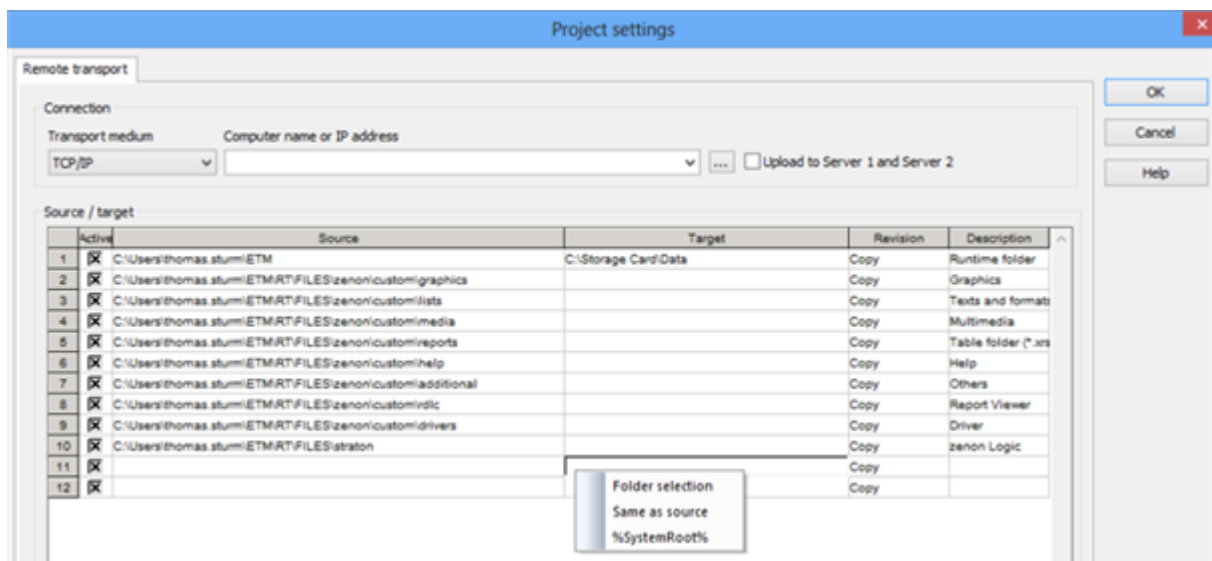 Project settings
Remote transport
OK
Connection
Cancel
Transport medium Computer name or IP address
TCP/IP ... Upload to Server 1 and Server 2
Help
Source / target
Active Source Target Revision Description
1 C:\Users\thomas.sturm\ETM C:\Storage Card\Data Copy Runtime folder
2 C:\Users\thomas.sturm\ETM\RT\FILES\zenon\custom\graphics Copy Graphics
3 C:\Users\thomas.sturm\ETM\RT\FILES\zenon\custom\lists Copy Texts and formats
4 C:\Users\thomas.sturm\ETM\RT\FILES\zenon\custom\media Copy Multimedia
5 C:\Users\thomas.sturm\ETM\RT\FILES\zenon\custom\reports Copy Table folder (*.xrs
6 C:\Users\thomas.sturm\ETM\RT\FILES\zenon\custom\help Copy Help
7 C:\Users\thomas.sturm\ETM\RT\FILES\zenon\custom\additional Copy Others
8 C:\Users\thomas.sturm\ETM\RT\FILES\zenon\custom\rdlc Copy Report Viewer
9 C:\Users\thomas.sturm\ETM\RT\FILES\zenon\custom\drivers Copy Driver
10 C:\Users\thomas.sturm\ETM\RT\FILES\straton Copy zenon Logic
11 Copy
12 Copy
Folder selection
Same as source
%SystemRoot%